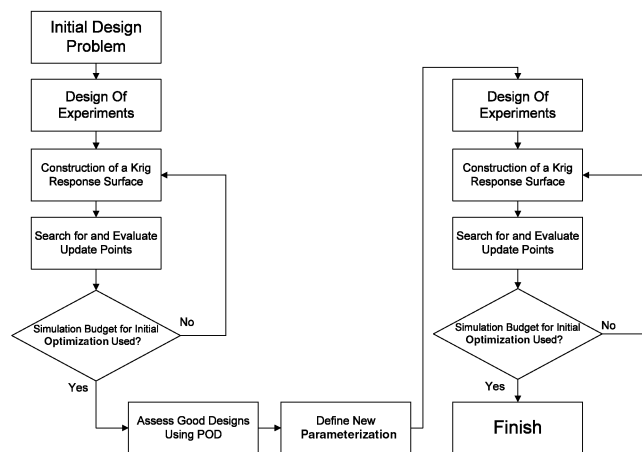 Initial Design
Problem
Design Of
Experiments
Construction of a Krig
Response Surface
Search for and Evaluate
Update Points
Simulation Budget for Initial
Optimization Used?
No
Yes
Assess Good Designs
Using POD
Define New
Parameterization
Design Of
Experiments
Construction of a Krig
Response Surface
Search for and Evaluate
Update Points
Simulation Budget for Initial
Optimization Used?
No
Yes
Finish